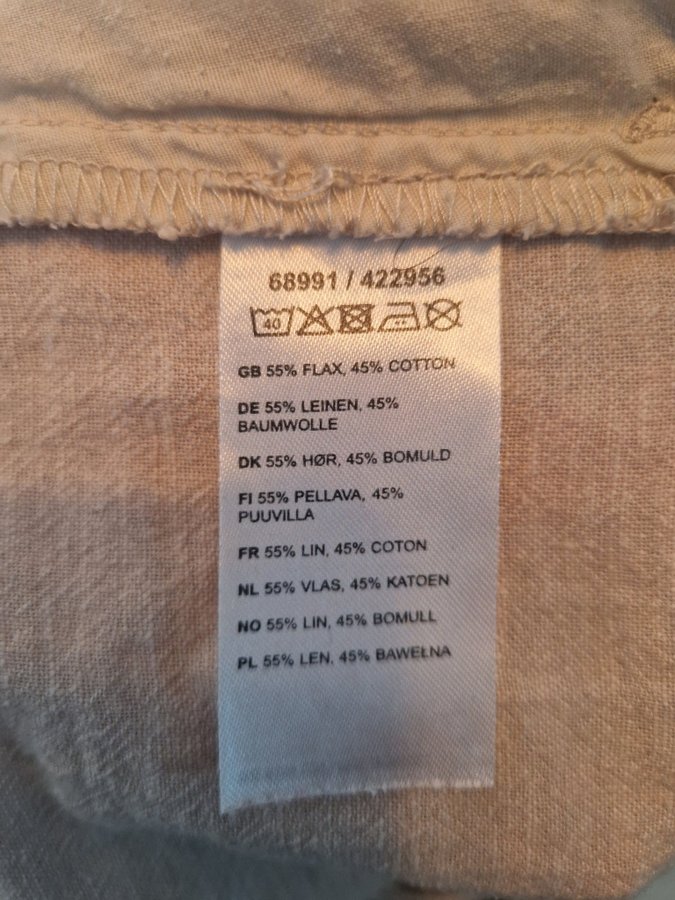 68991 / 422956
40
GB 55% FLAX, 45% COTTON
DE 55% LEINEN, 45%
BAUMWOLLE
DK 55% HØR, 45% BOMULD
FI 55% PELLAVA, 45%
PUUVILLA
FR 55% LIN, 45% COTON
NL 55% VLAS, 45% KATOEN
NO 55% LIN, 45% BOMULL
PL 55% LEN, 45% BAWEŁNA